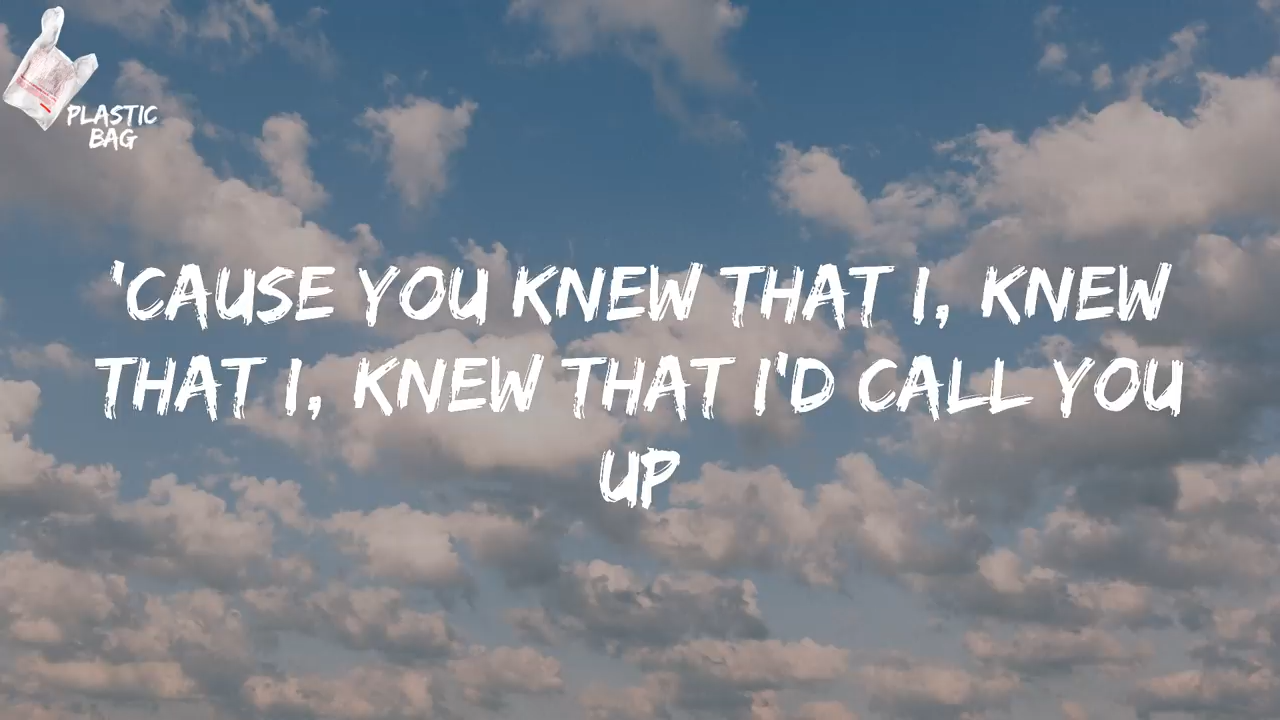 PLASTIC
BAG
'CAUSE YOU KNEW THAT I, KNEW
THAT I, KNEW THAT I'D CALL YOU
UP